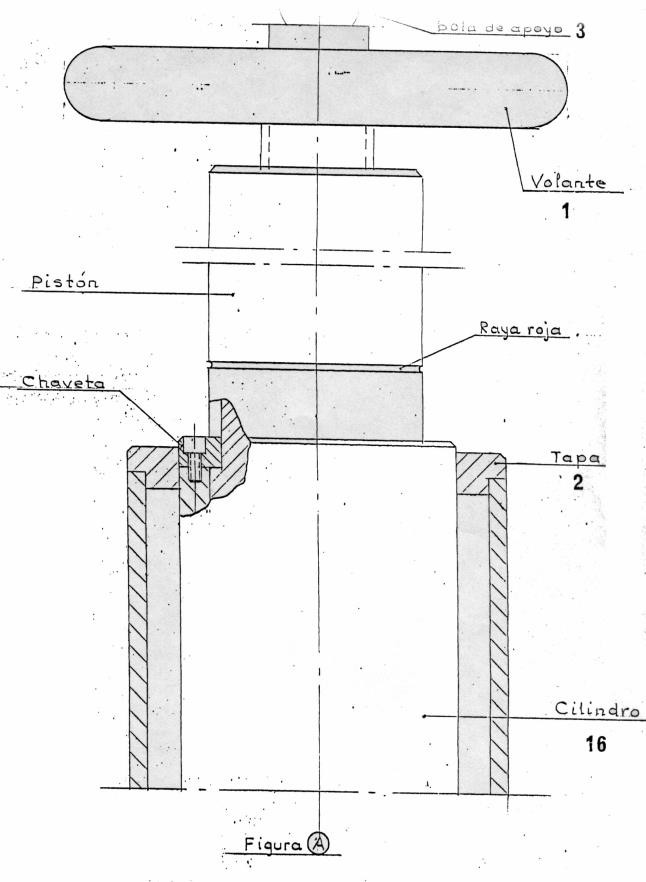 bola de apoyo 3
Volante
1
Pistón
Raya roja
Chaveta
Tapa
2
Cilindro
16
Figura A